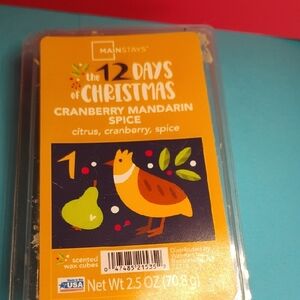 MAINSTAYS
the 12 DAYS
of CHRISTMAS
CRANBERRY MANDARIN
SPICE
citrus, cranberry, spice
1
scented
wax cubes
USA
Net WT 2.5 OZ (70.8 g)